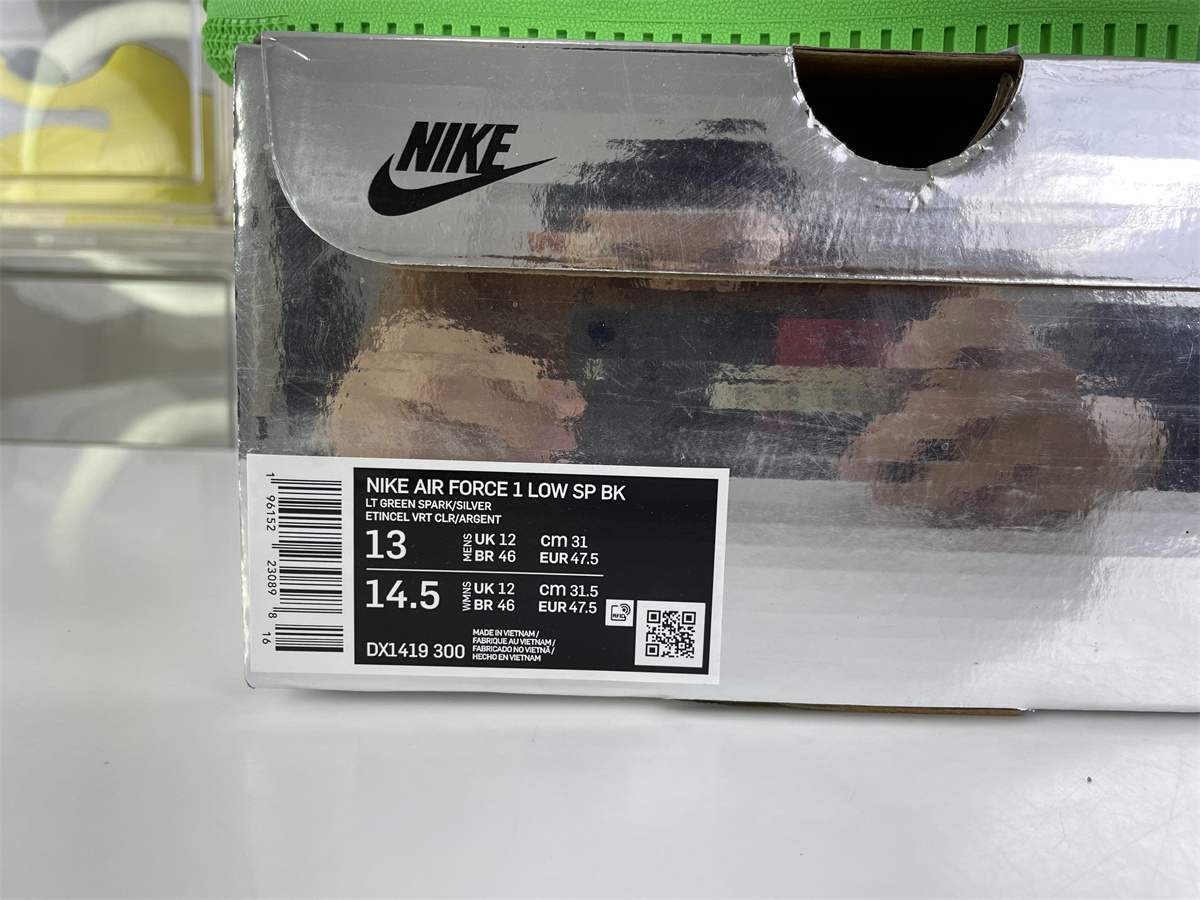 NIKE
NIKE AIR FORCE 1 LOW SP BK
LT GREEN SPARK/SILVER
ETINCEL VRT CLR/ARGENT
13 MENS UK 12 cm 31
BR 46 EUR 47.5
14.5 WMNS UK 12 cm 31.5
BR 46 EUR 47.5
RFID
DX1419 300
MADE IN VIETNAM /
FABRIQUE AU VIETNAM /
FABRICADO NO VIETNÃ /
HECHO EN VIETNAM
1 96152 23089 8 16